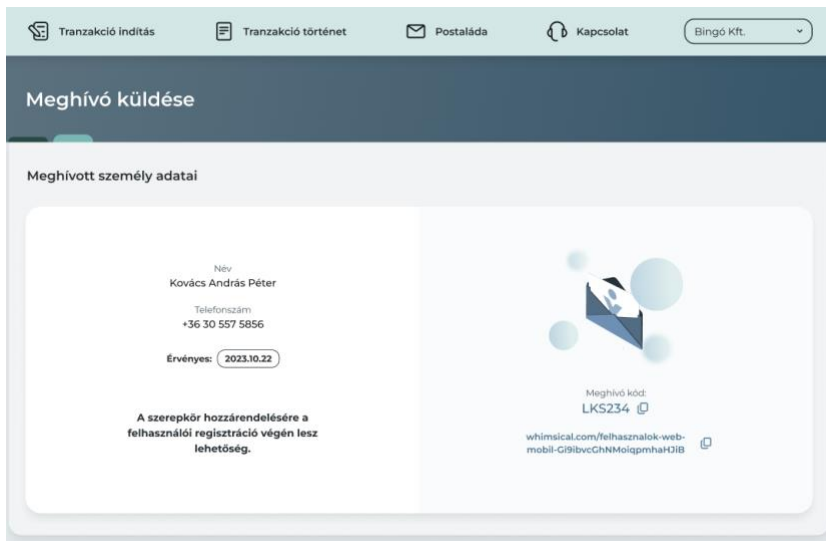 Tranzakció indítás
Tranzakció történet
Postaláda
Kapcsolat
Bingó Kft.
Meghívó küldése
Meghívott személy adatai
Név
Kovács András Péter
Telefonszám
+36 30 557 5856
Érvényes: 2023.10.22
A szerepkör hozzárendelésére a
felhasználói regisztráció végén lesz
lehetőség.
Meghívó kód:
LKS234
whimsical.com/felhasznalok-web-
mobil-Gi9ibvcGhNMoiqpmhaHJiB